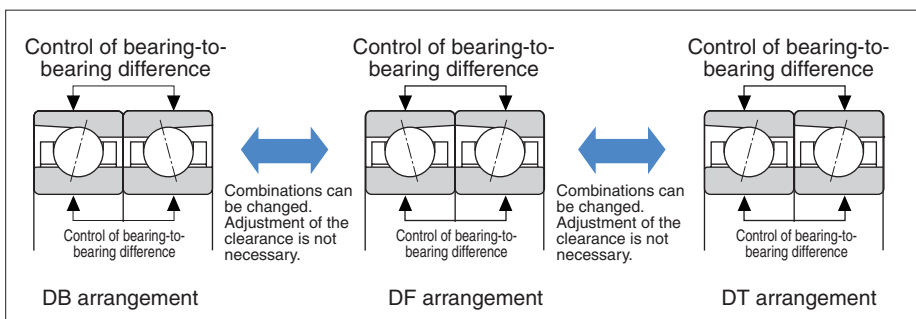 Control of bearing-to-
bearing difference
Control of bearing-to-
bearing difference
DB arrangement
Combinations can
be changed.
Adjustment of the
clearance is not
necessary.
Control of bearing-to-
bearing difference
Control of bearing-to-
bearing difference
DF arrangement
Combinations can
be changed.
Adjustment of the
clearance is not
necessary.
Control of bearing-to-
bearing difference
Control of bearing-to-
bearing difference
DT arrangement